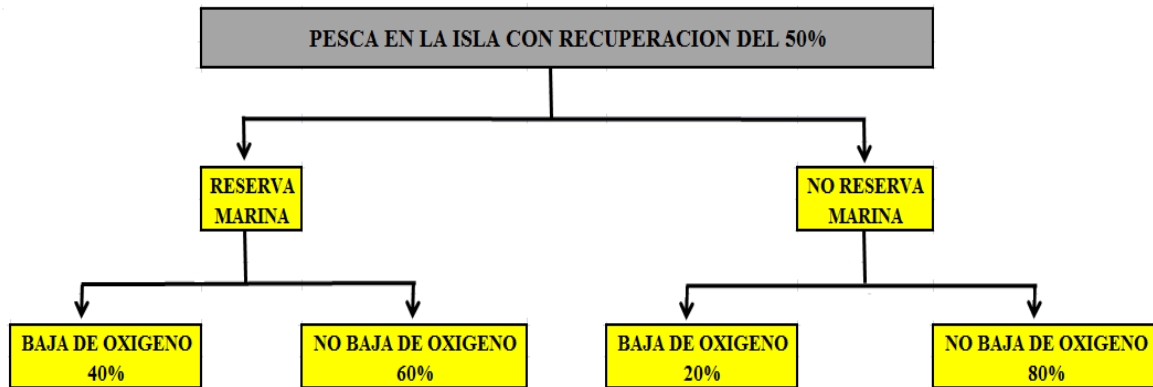 PESCA EN LA ISLA CON RECUPERACION DEL 50%
RESERVA
MARINA
NO RESERVA
MARINA
BAJA DE OXIGENO
40%
NO BAJA DE OXIGENO
60%
BAJA DE OXIGENO
20%
NO BAJA DE OXIGENO
80%